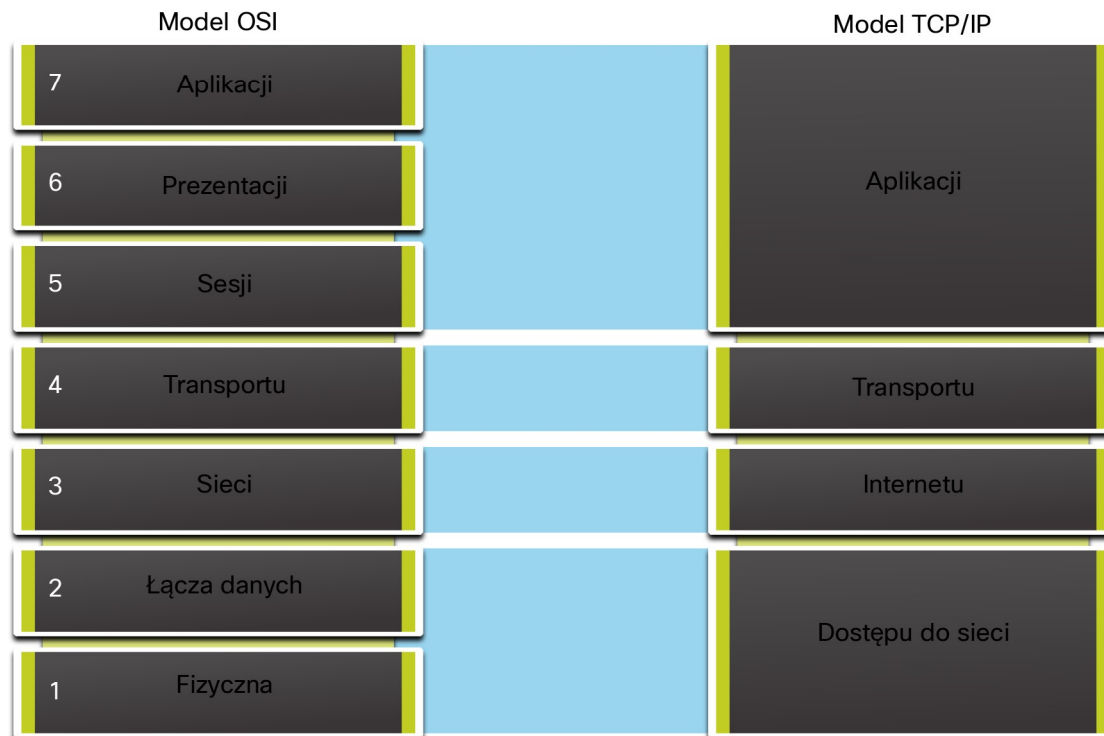 Model OSI
Model TCP/IP
7 Aplikacji
6 Prezentacji
5 Sesji
4 Transportu
3 Sieci
2 Łącza danych
1 Fizyczna
Aplikacji
Transportu
Internetu
Dostępu do sieci